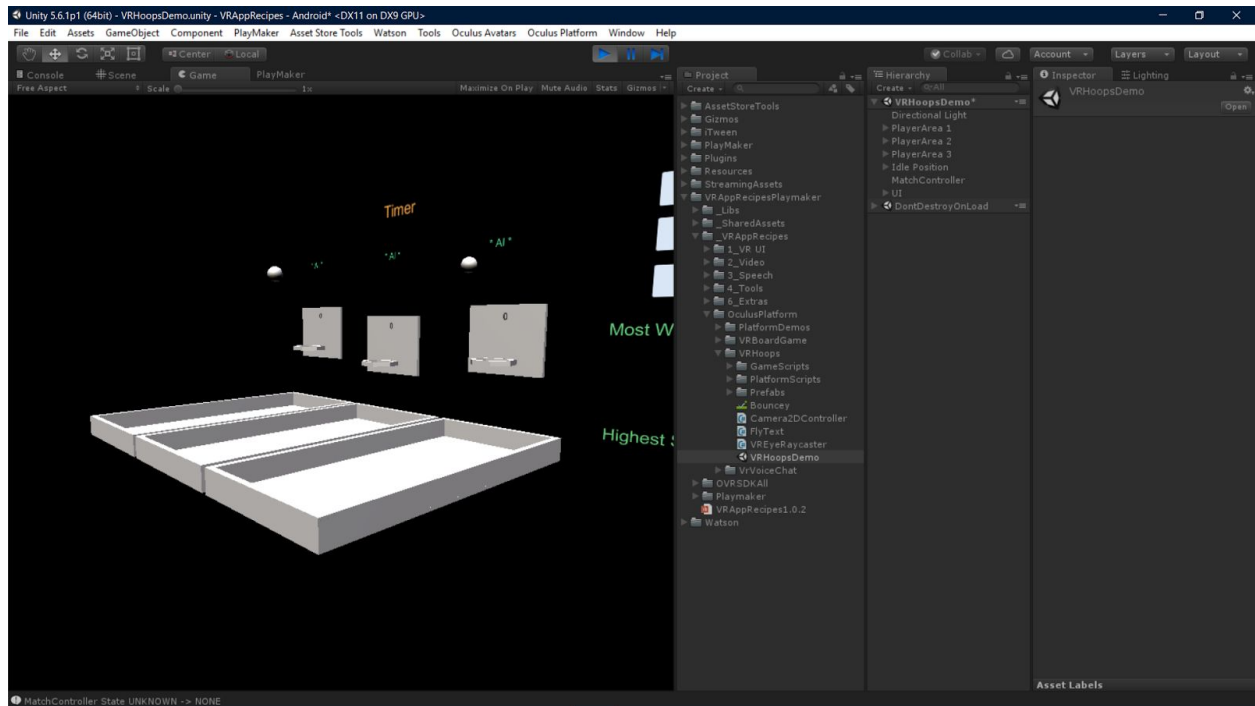 Unity 5.6.1p1 (64bit) - VRHoopsDemo.unity - VRAppRecipes - Android* <DX11 on DX9 GPU>
File Edit Assets GameObject Component PlayMaker Asset Store Tools Watson Tools Oculus Avatars Oculus Platform Window Help
Center Local Collab Account Layers Layout
Console Scene Game PlayMaker
Free Aspect Scale 1x Maximize On Play Mute Audio Stats Gizmos
Timer
* AI *
* AI *
0
0
0
Most W
Highest S
Project
Create
AssetStoreTools
Gizmos
iTween
PlayMaker
Plugins
Resources
StreamingAssets
VRAppRecipesPlaymaker
_Libs
_SharedAssets
_VRAppRecipes
1_VR UI
2_Video
3_Speech
4_Tools
6_Extras
OculusPlatform
PlatformDemos
VRBoardGame
VRHoops
GameScripts
PlatformScripts
Prefabs
Bouncey
Camera2DController
FlyText
VREyeRaycaster
VRHoopsDemo
VrVoiceChat
OVRSDKAll
Playmaker
VRAppRecipes1.0.2
Watson
Hierarchy
Create All
VRHoopsDemo*
Directional Light
PlayerArea 1
PlayerArea 2
PlayerArea 3
Idle Position
MatchController
UI
DontDestroyOnLoad
Inspector Lighting
VRHoopsDemo
Open
Asset Labels
MatchController State UNKNOWN -> NONE